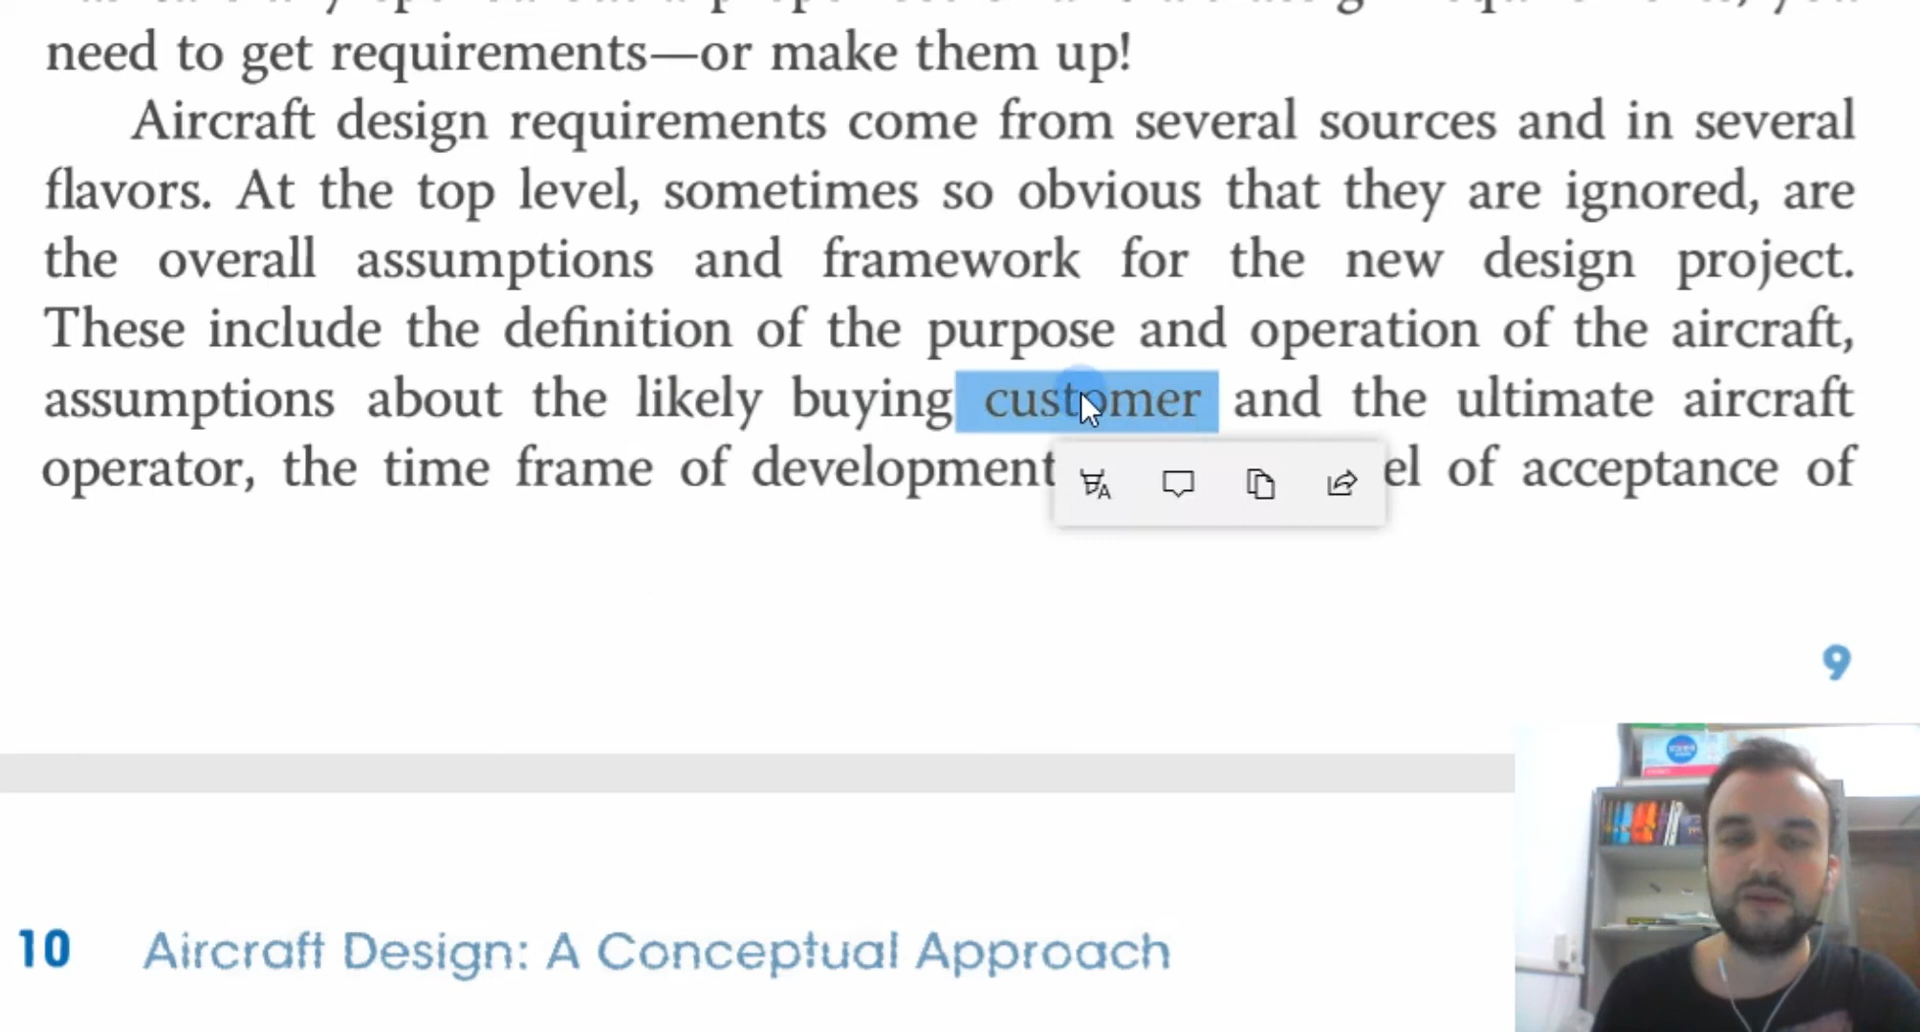 need to get requirements—or make them up!
Aircraft design requirements come from several sources and in several
flavors. At the top level, sometimes so obvious that they are ignored, are
the overall assumptions and framework for the new design project.
These include the definition of the purpose and operation of the aircraft,
assumptions about the likely buying customer and the ultimate aircraft
operator, the time frame of development el of acceptance of
9
10 Aircraft Design: A Conceptual Approach